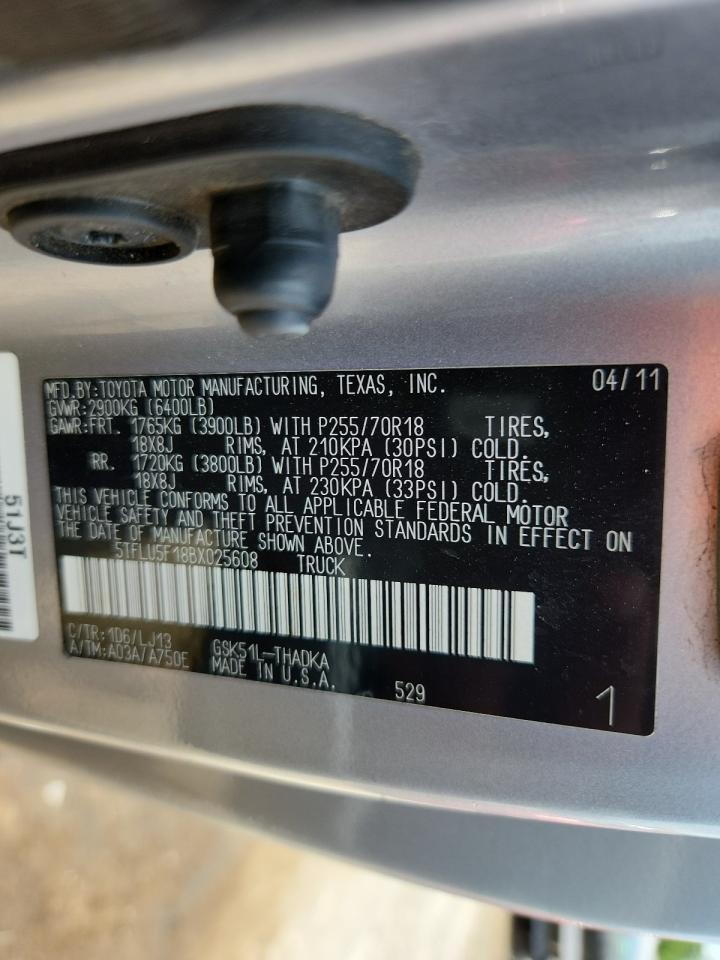 MFD.BY:TOYOTA MOTOR MANUFACTURING, TEXAS, INC. 04/11
GVWR:2900KG (6400LB)
GAWR:FRT. 1765KG (3900LB) WITH P255/70R18 TIRES,
18X8J RIMS, AT 210KPA (30PSI) COLD.
RR. 1720KG (3800LB) WITH P255/70R18 TIRES,
18X8J RIMS, AT 230KPA (33PSI) COLD.
THIS VEHICLE CONFORMS TO ALL APPLICABLE FEDERAL MOTOR
VEHICLE SAFETY AND THEFT PREVENTION STANDARDS IN EFFECT ON
THE DATE OF MANUFACTURE SHOWN ABOVE.
5TFLU5F18BX025608 TRUCK
C/TR:1D6/LJ13 GSK51L-THADKA
A/TM:A03A/A750E MADE IN U.S.A.
529 1
51J3T